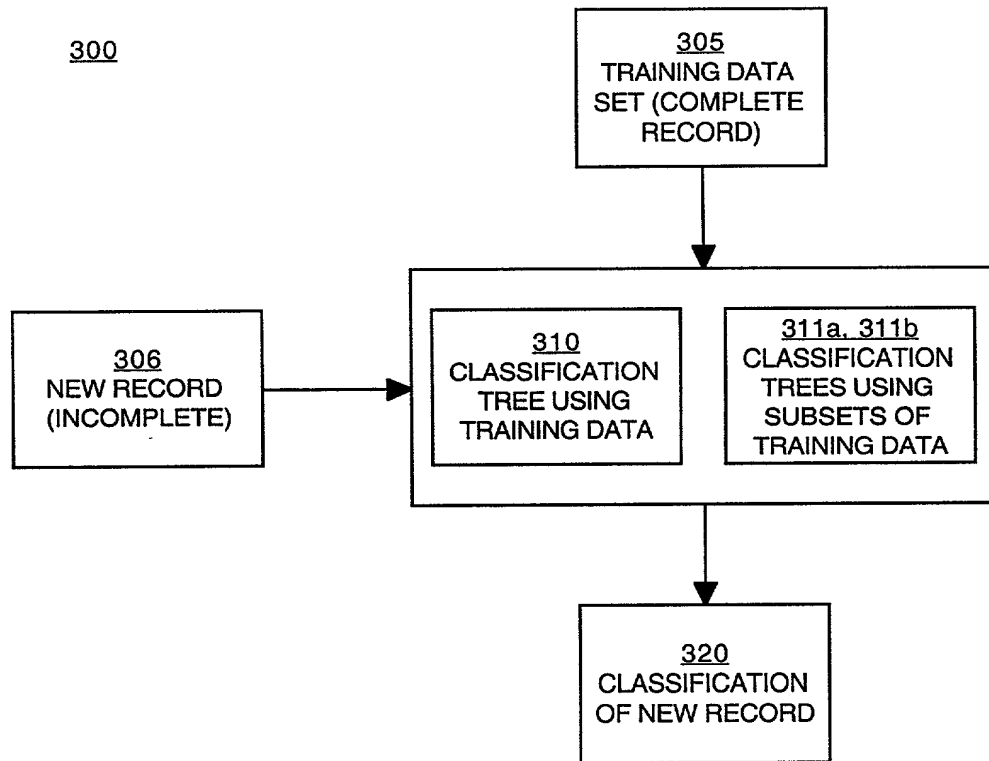 300
305
TRAINING DATA
SET (COMPLETE
RECORD)
306
NEW RECORD
(INCOMPLETE)
310
CLASSIFICATION
TREE USING
TRAINING DATA
311a, 311b
CLASSIFICATION
TREES USING
SUBSETS OF
TRAINING DATA
320
CLASSIFICATION
OF NEW RECORD